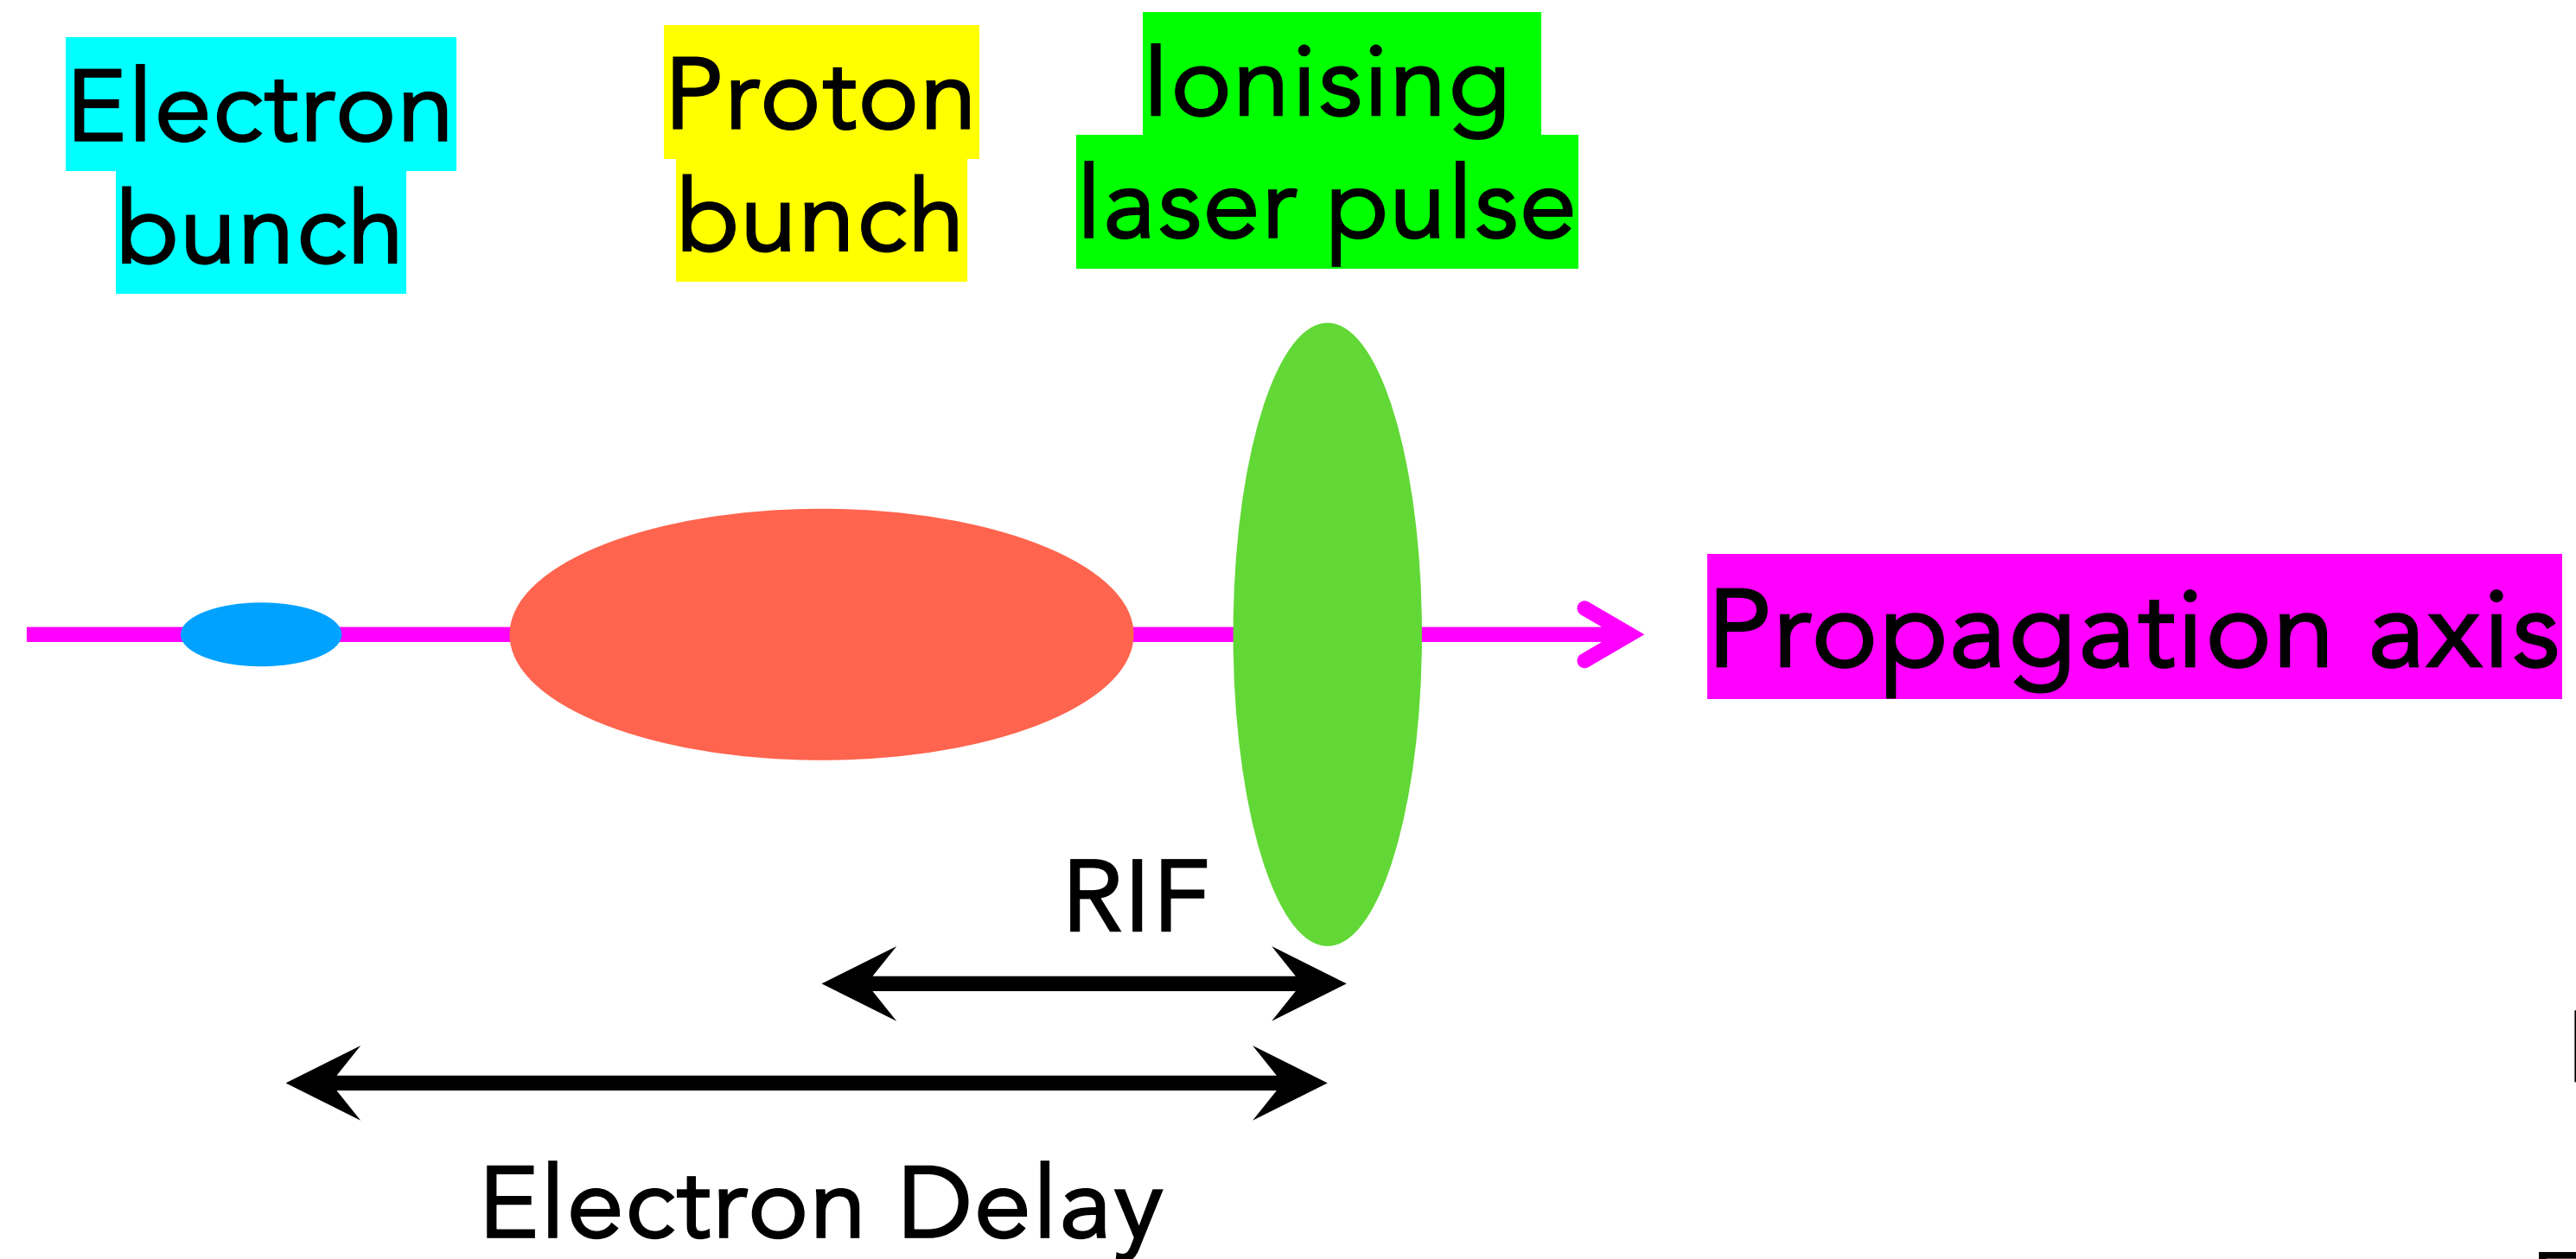 Electron
bunch
Proton
bunch
Ionising
laser pulse
Propagation axis
RIF
Electron Delay